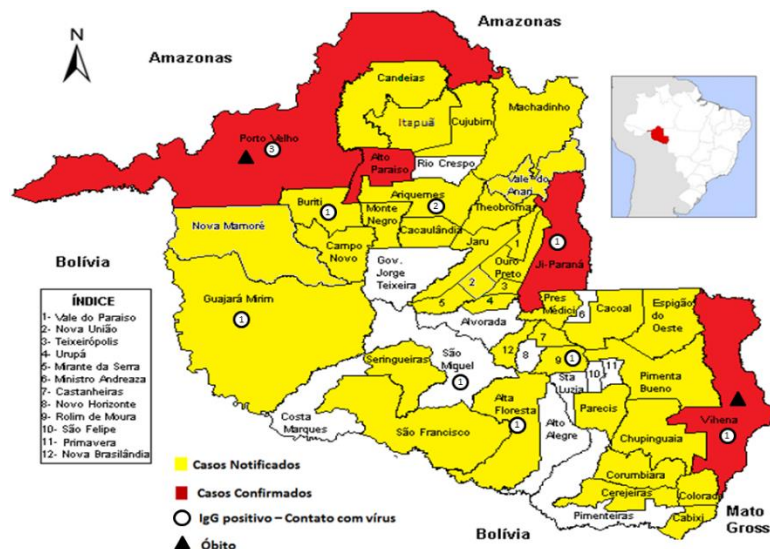 Amazonas
N
Amazonas
Candeias
Itapuã
Cujubim
Machadinho
Porto Velho
3
Alto
Paraiso
Rio Crespo
Vale do
Anari
Buriti
1
Ariquemes
2
Theobroma
Monte
Negro
Cacaulândia
Nova Mamoré
Campo
Novo
Jaru
1
Ouro
Preto
1
Ji-Paraná
Gov.
Jorge
Teixeira
2
3
4
5
Bolívia
Guajará Mirim
1
Pres
Médici
6
Cacoal
Espigão
do
Oeste
Alvorada
7
12
8
9
1
Seringueiras
São
Miquel
1
Sta
Luzia
10
11
Pimenta
Bueno
Alta
Floresta
1
Parecis
Vihena
1
Costa
Marques
São Francisco
Alto
Alegre
Chupinguaia
Corumbiara
Cerejeiras
Colorado
Pimenteiras
Cabixi
Mato
Gross
Bolívia
ÍNDICE
1- Vale do Paraiso
2- Nova União
3- Teixeirópolis
4- Urupá
5- Mirante da Serra
6- Ministro Andreaza
7- Castanheiras
8- Novo Horizonte
9- Rolim de Moura
10- São Felipe
11- Primavera
12- Nova Brasilândia
Casos Notificados
Casos Confirmados
IgG positivo – Contato com vírus
Óbito